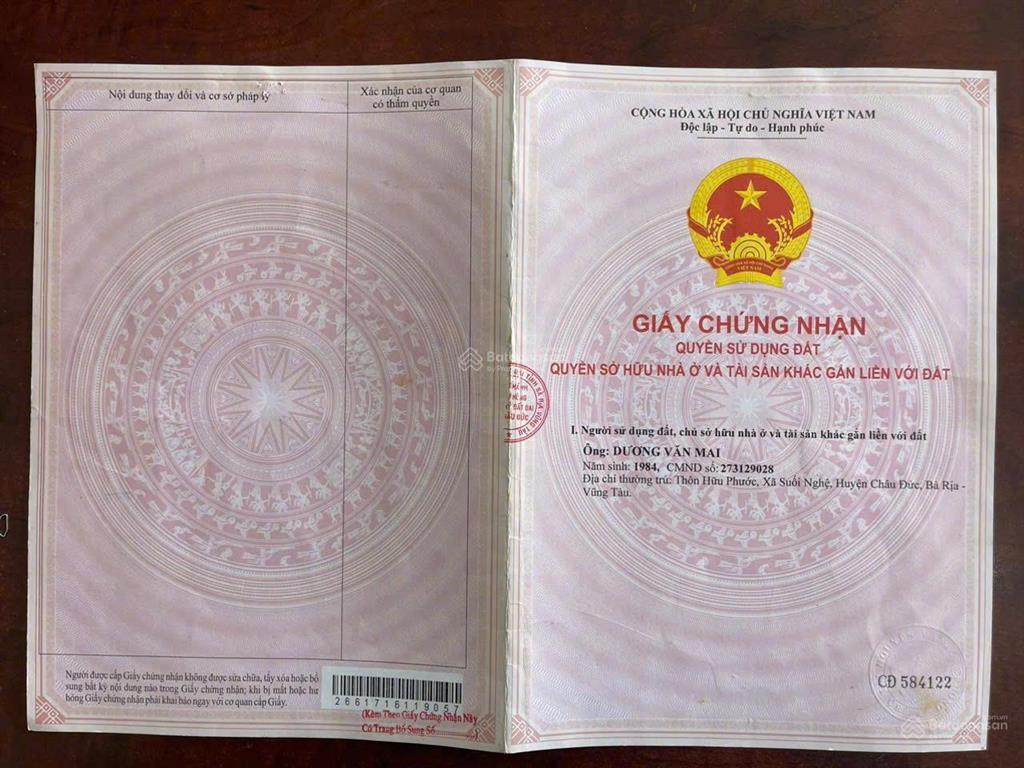 Nội dung thay đổi và cơ sở pháp lý
Xác nhận của cơ quan
có thẩm quyền
Người được cấp Giấy chứng nhận không được sửa chữa, tẩy xóa hoặc bổ
sung bất kỳ nội dung nào trong Giấy chứng nhận; khi bị mất hoặc hư
hỏng Giấy chứng nhận phải khai báo ngay với cơ quan cấp Giấy.
2661716119057
(Kèm Theo Giấy Chứng Nhận Này
Có Trang Bổ Sung Số
CỘNG HÒA XÃ HỘI CHỦ NGHĨA VIỆT NAM
Độc lập - Tự do - Hạnh phúc
VIỆT NAM
GIẤY CHỨNG NHẬN
QUYỀN SỬ DỤNG ĐẤT
QUYỀN SỞ HỮU NHÀ Ở VÀ TÀI SẢN KHÁC GẮN LIỀN VỚI ĐẤT
I. Người sử dụng đất, chủ sở hữu nhà ở và tài sản khác gắn liền với đất
Ông: DƯƠNG VĂN MAI
Năm sinh: 1984, CMND số: 273129028
Địa chỉ thường trú: Thôn Hữu Phước, Xã Suối Nghệ, Huyện Châu Đức, Bà Rịa -
Vũng Tàu.
CĐ 584122
Batdongsan